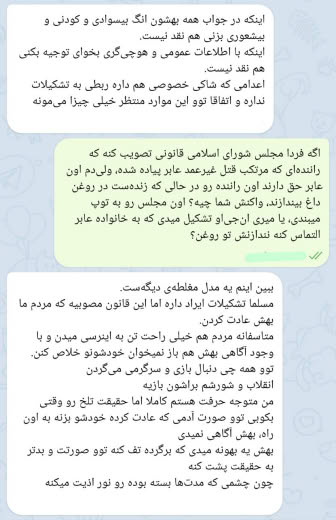 اینکه در جواب همه بهشون انگ بیسوادی و کودنی و
بیشعوری بزنی هم نقد نیست.
اینکه با اطلاعات عمومی و هوچی‌گری بخوای توجیه بکنی
هم نقد نیست.
اعدامی که شاکی خصوصی هم داره ربطی به تشکیلات
نداره و اتفاقا توو این موارد منتظر خیلی چیزا می‌مونه
اگه فردا مجلس شورای اسلامی قانونی تصویب کنه که
راننده‌ای که مرتکب قتل غیرعمد عابر پیاده شده، ولی‌دم اون
عابر حق دارند اون راننده رو در حالی که زنده‌ست در روغن
داغ بیندازند، واکنش شما چیه؟ اون مجلس رو به توپ
میبندی، یا میری ان‌جی‌او تشکیل میدی که به خانواده عابر
التماس کنه نندازنش تو روغن؟
ببین اینم یه مدل مغلطه‌ی دیگه‌ست.
مسلما تشکیلات ایراد داره اما این قانون مصوبیه که مردم ما
بهش عادت کردن.
متاسفانه مردم هم خیلی راحت تن به اینرسی میدن و با
وجود آگاهی بهش هم باز نمیخوان خودشونو خلاص کنن.
توو همه چی دنبال بازی و سرگرمی می‌گردن
انقلاب و شورشم براشون بازیه
من متوجه حرفت هستم کاملا اما حقیقت تلخ رو وقتی
بکوبی توو صورت آدمی که عادت کرده خودشو بزنه به اون
راه، بهش آگاهی نمیدی
بهش یه بهونه میدی که برگرده تف کنه توو صورتت و بدتر
به حقیقت پشت کنه
چون چشمی که مدت‌ها بسته بوده رو نور اذیت میکنه